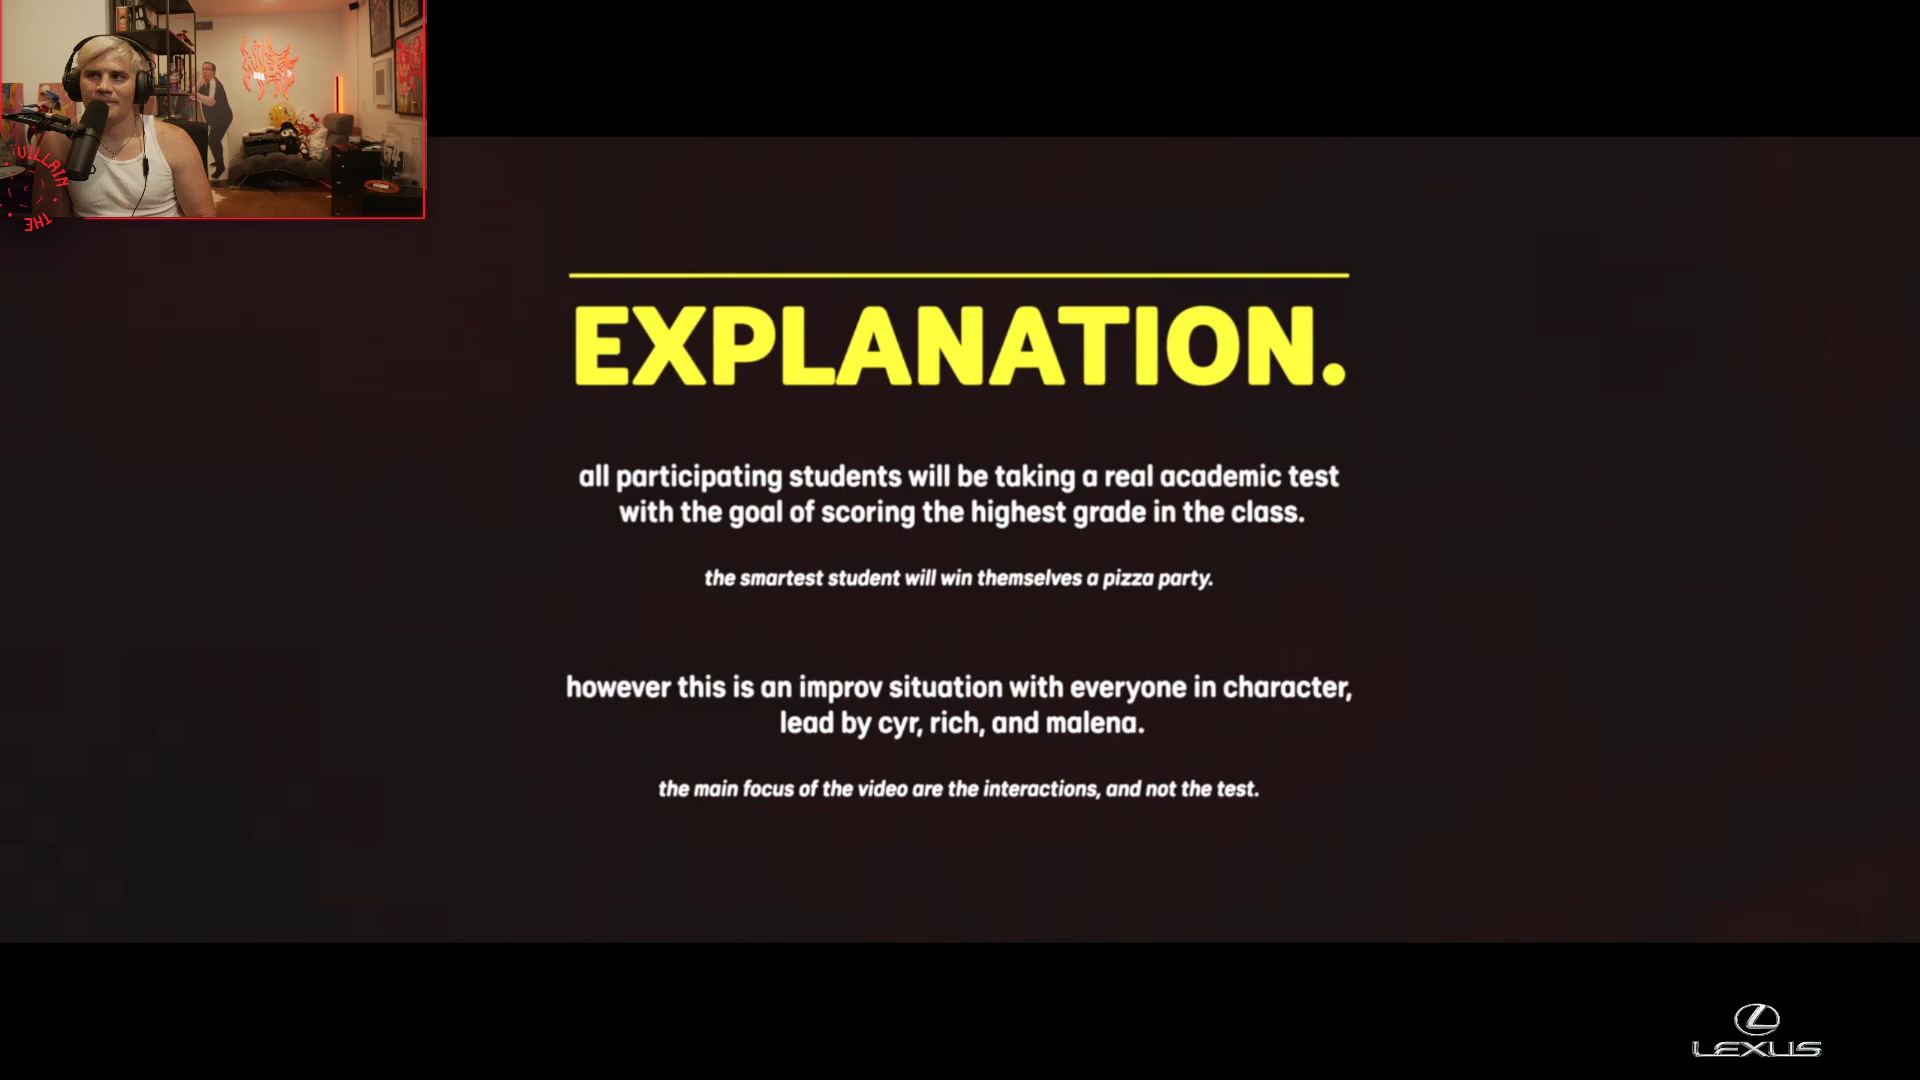 VILLAIN
THE
EXPLANATION.
all participating students will be taking a real academic test
with the goal of scoring the highest grade in the class.
the smartest student will win themselves a pizza party.
however this is an improv situation with everyone in character,
lead by cyr, rich, and malena.
the main focus of the video are the interactions, and not the test.
LEXUS